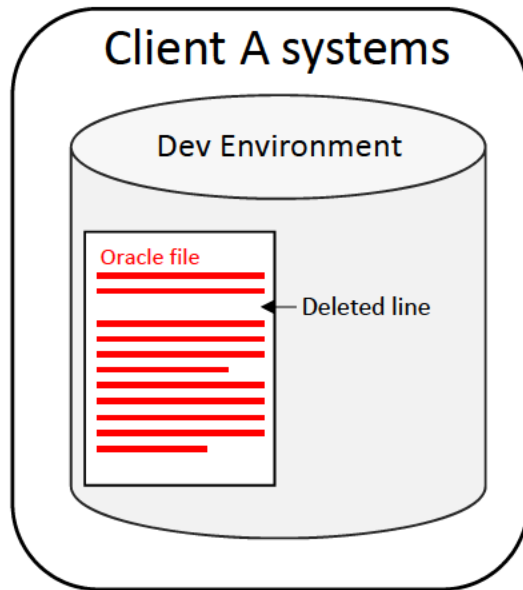 Client A systems
Dev Environment
Oracle file
Deleted line